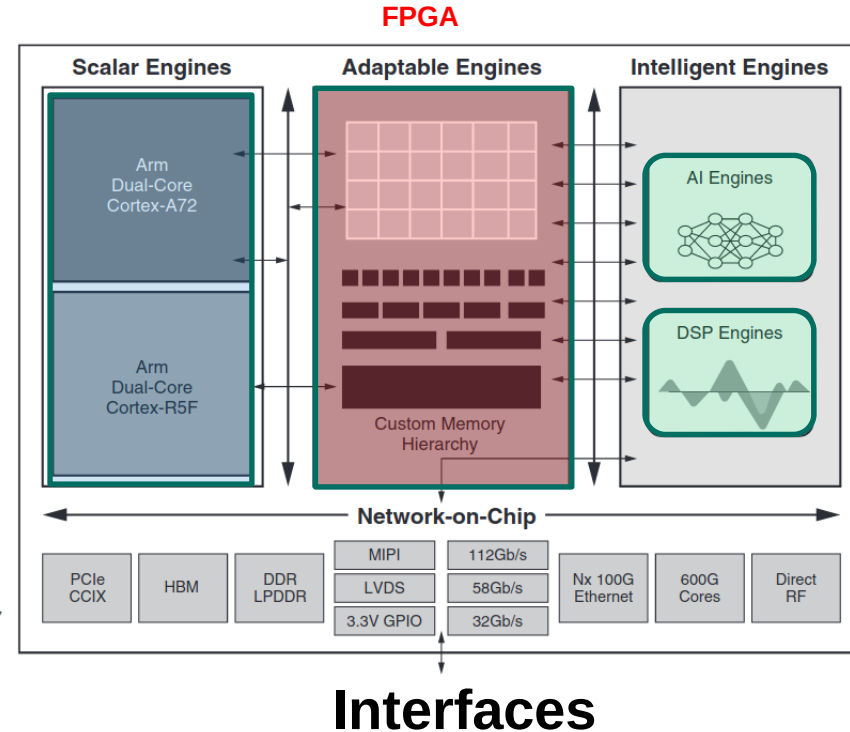 FPGA
Scalar Engines
Adaptable Engines
Intelligent Engines
Arm
Dual-Core
Cortex-A72
Arm
Dual-Core
Cortex-R5F
Custom Memory
Hierarchy
AI Engines
DSP Engines
Network-on-Chip
PCIe
CCIX
HBM
DDR
LPDDR
MIPI
LVDS
3.3V GPIO
112Gb/s
58Gb/s
32Gb/s
Nx 100G
Ethernet
600G
Cores
Direct
RF
Interfaces